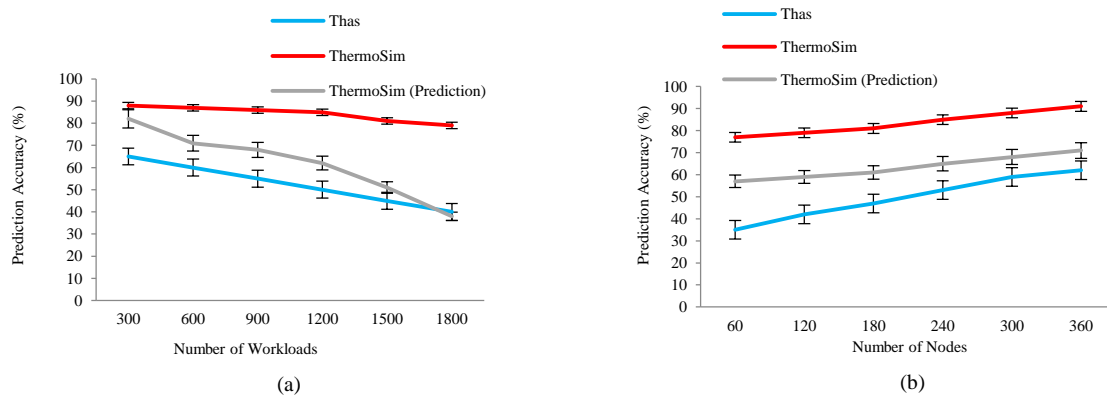 Thas
ThermoSim
ThermoSim (Prediction)
Prediction Accuracy (%)
100
90
80
70
60
50
40
30
20
10
0
300 600 900 1200 1500 1800
Number of Workloads
(a)
Thas
ThermoSim
ThermoSim (Prediction)
Prediction Accuracy (%)
100
90
80
70
60
50
40
30
20
10
0
60 120 180 240 300 360
Number of Nodes
(b)